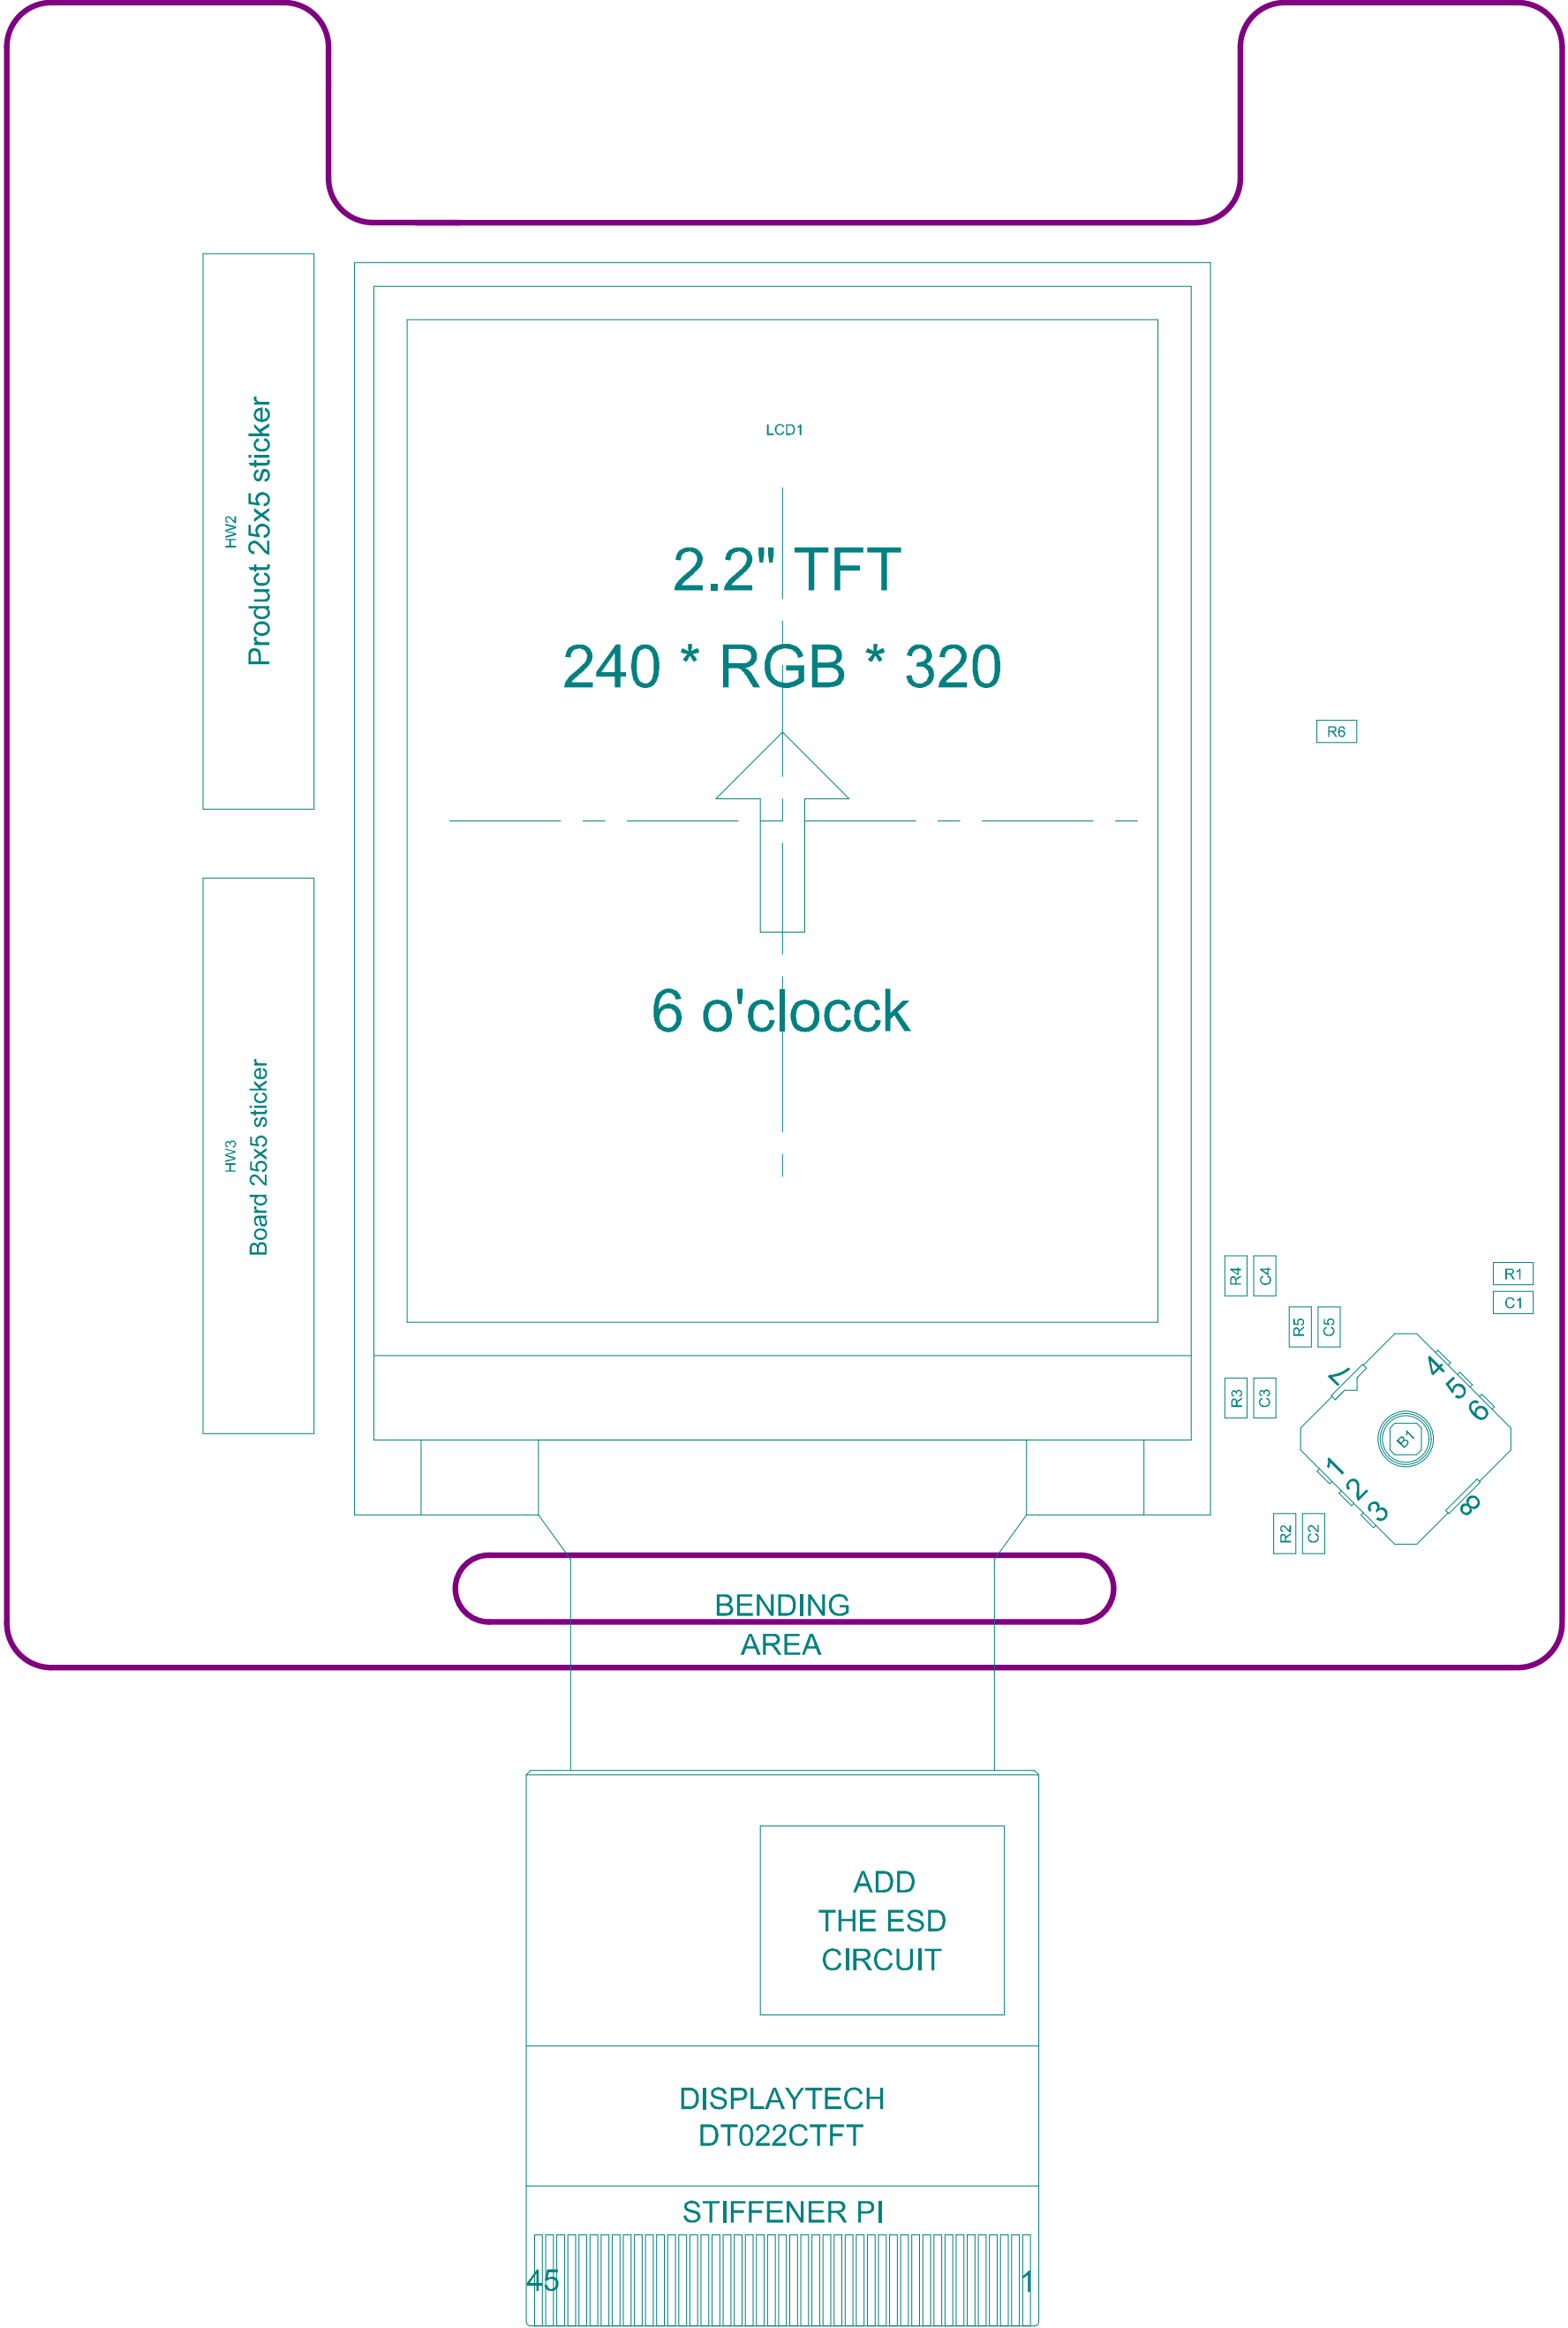 HW2
Product 25x5 sticker
LCD1
2.2" TFT
240 * RGB * 320
6 o'clocck
R6
HW3
Board 25x5 sticker
R4
C4
R1
C1
R5
C5
R3
C3
7
4
5
6
B1
1
2
3
8
R2
C2
BENDING
AREA
ADD
THE ESD
CIRCUIT
DISPLAYTECH
DT022CTFT
STIFFENER PI
45
1